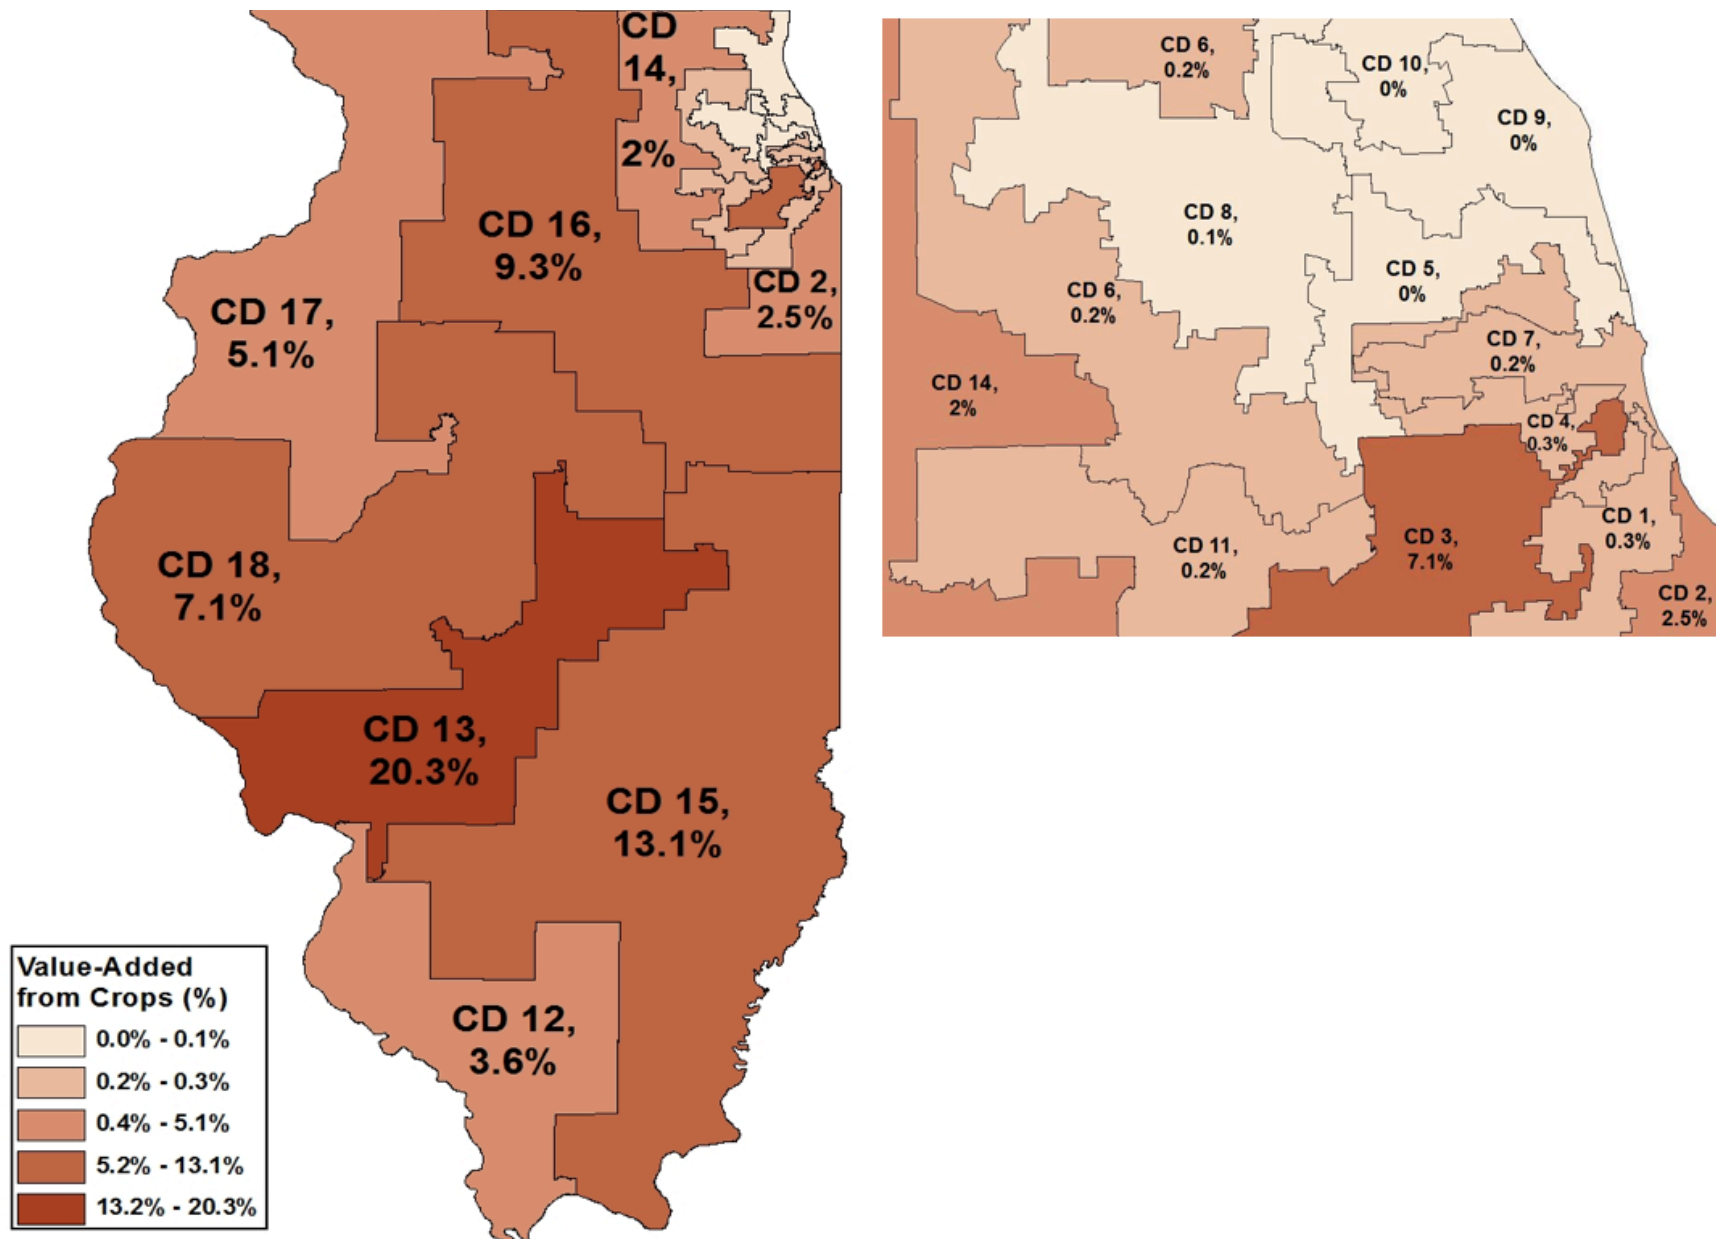 CD
14,
2%
CD 16,
9.3%
CD 2,
2.5%
CD 17,
5.1%
CD 18,
7.1%
CD 13,
20.3%
CD 15,
13.1%
CD 12,
3.6%
Value-Added
from Crops (%)
0.0% - 0.1%
0.2% - 0.3%
0.4% - 5.1%
5.2% - 13.1%
13.2% - 20.3%
CD 6,
0.2%
CD 10,
0%
CD 9,
0%
CD 8,
0.1%
CD 5,
0%
CD 6,
0.2%
CD 7,
0.2%
CD 14,
2%
CD 4,
0.3%
CD 11,
0.2%
CD 3,
7.1%
CD 1,
0.3%
CD 2,
2.5%